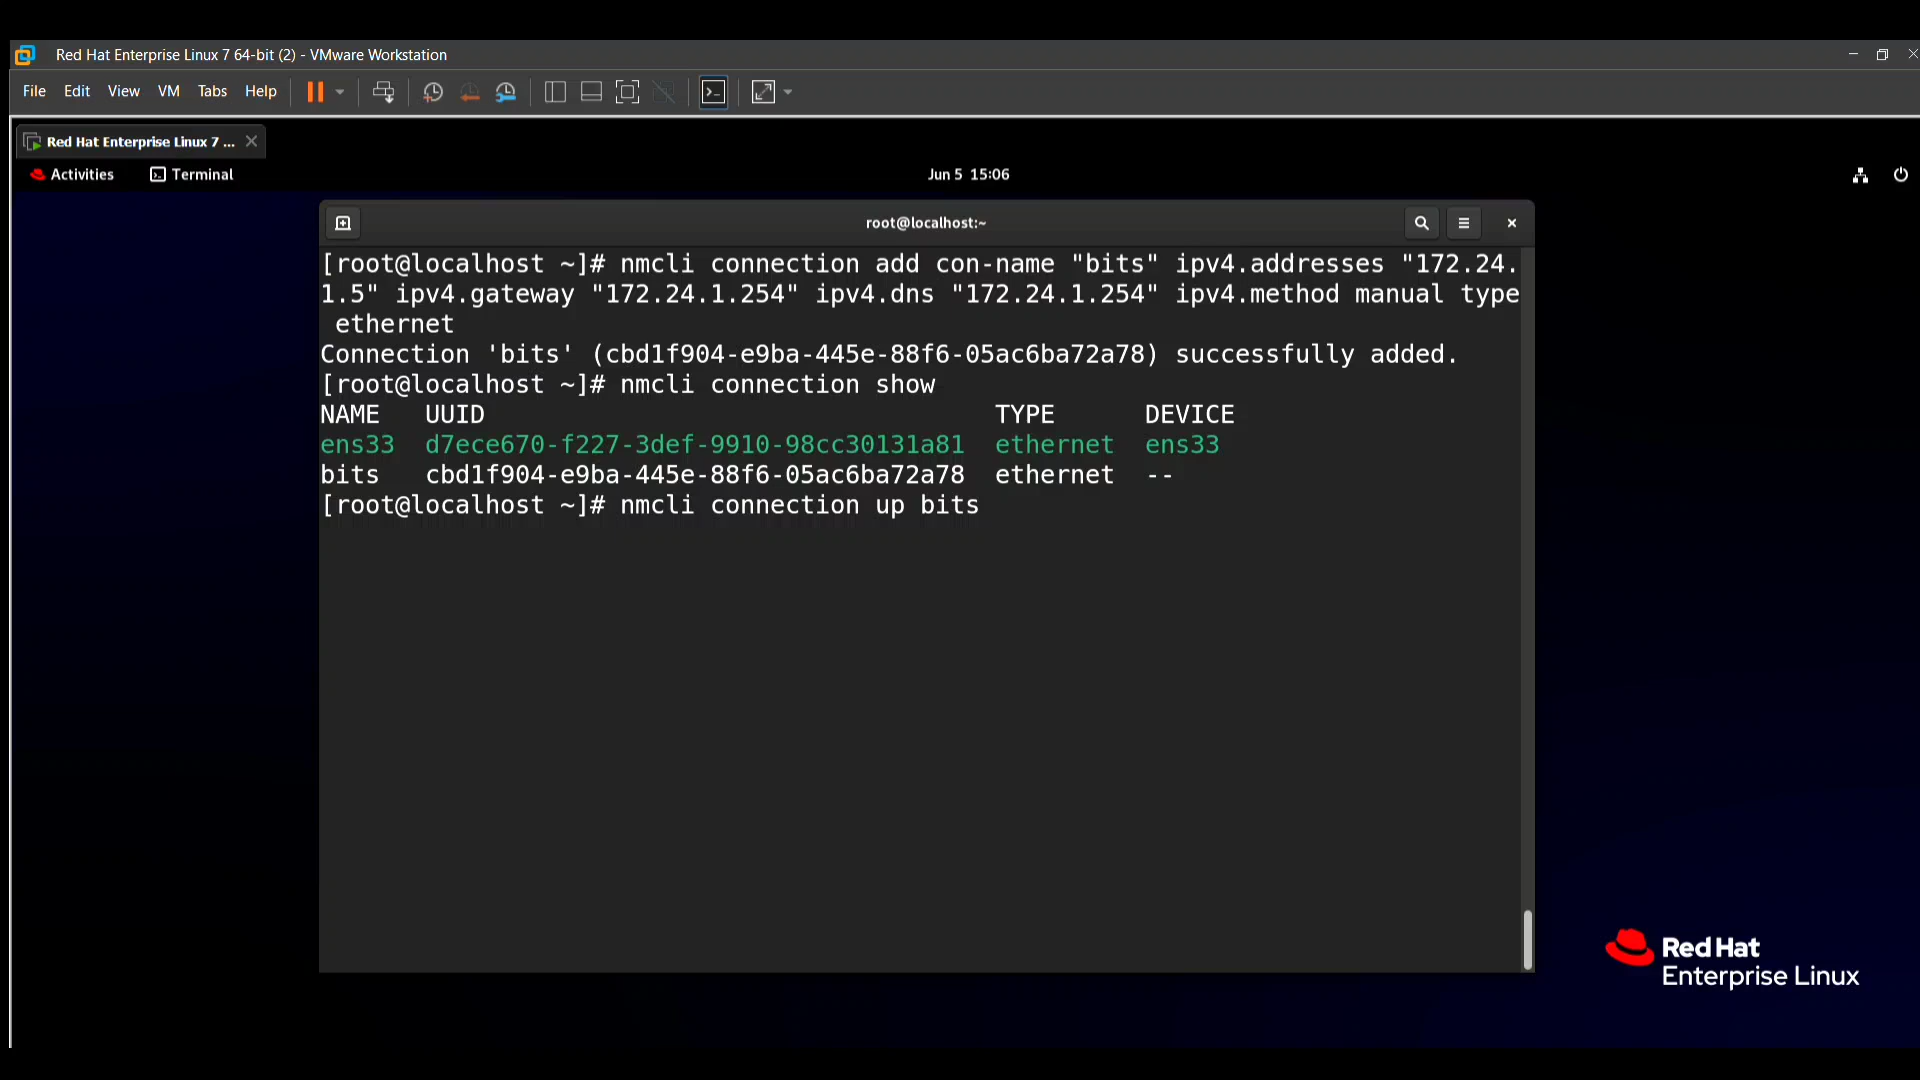 Red Hat Enterprise Linux 7 64-bit (2) - VMware Workstation
File Edit View VM Tabs Help
Red Hat Enterprise Linux 7 ...
Activities Terminal Jun 5 15:06
root@localhost:~
[root@localhost ~]# nmcli connection add con-name "bits" ipv4.addresses "172.24.
1.5" ipv4.gateway "172.24.1.254" ipv4.dns "172.24.1.254" ipv4.method manual type
 ethernet
Connection 'bits' (cbd1f904-e9ba-445e-88f6-05ac6ba72a78) successfully added.
[root@localhost ~]# nmcli connection show
NAME   UUID                                  TYPE      DEVICE
ens33  d7ece670-f227-3def-9910-98cc30131a81  ethernet  ens33
bits   cbd1f904-e9ba-445e-88f6-05ac6ba72a78  ethernet  --
[root@localhost ~]# nmcli connection up bits
Red Hat
Enterprise Linux